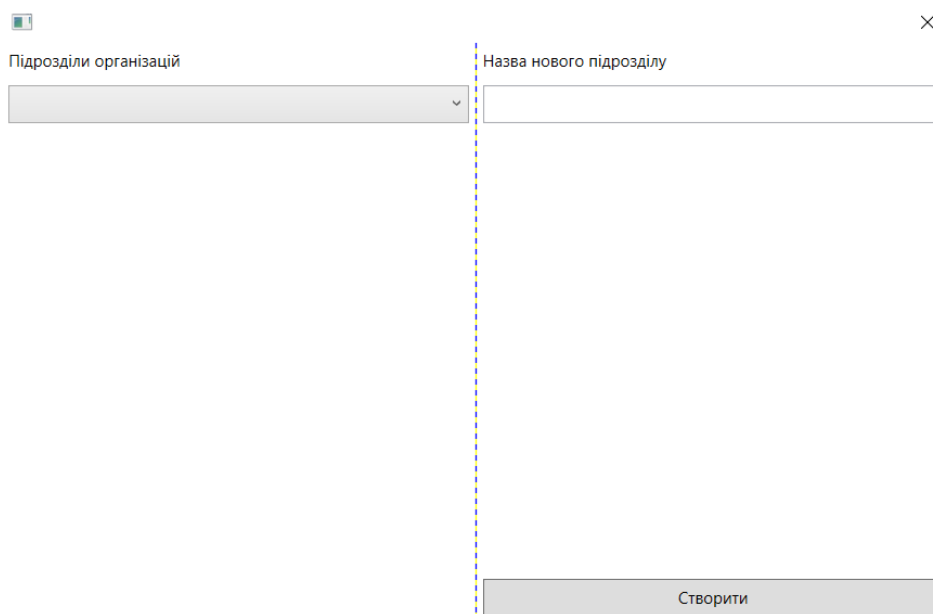 Підрозділи організацій
Назва нового підрозділу
Створити